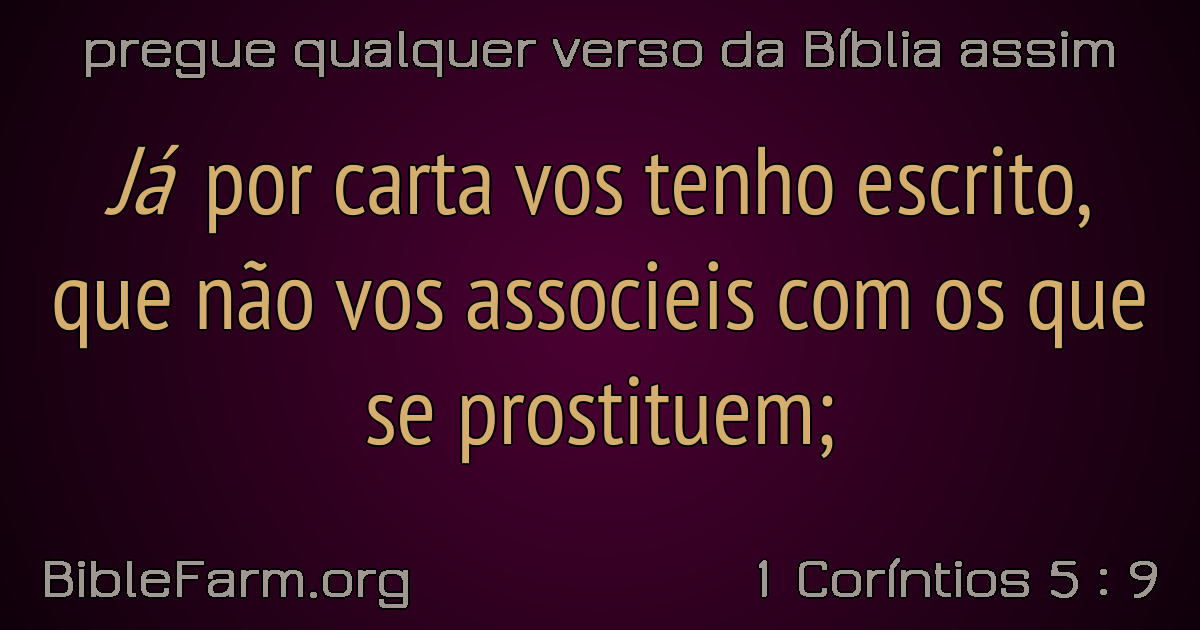 pregue qualquer verso da Bíblia assim
Já por carta vos tenho escrito,
que não vos associeis com os que
se prostituem;
BibleFarm.org
1 Coríntios 5 : 9